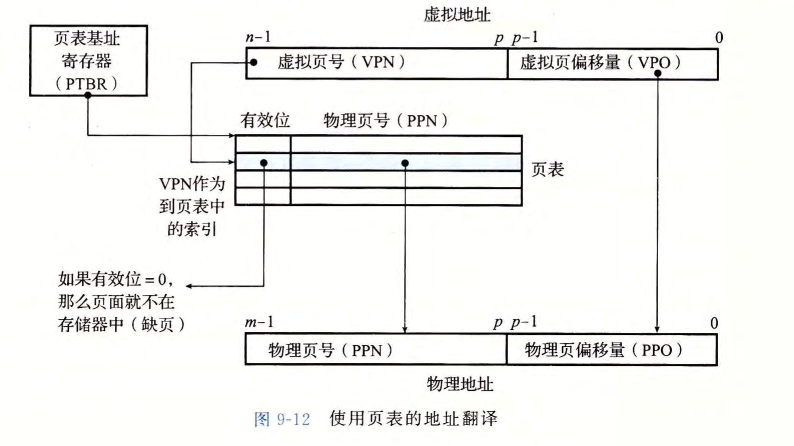 虚拟地址
页表基址
寄存器
（PTBR）
n-1 p p-1 0
虚拟页号（VPN） 虚拟页偏移量（VPO）
有效位 物理页号（PPN）
页表
VPN作为
到页表中
的索引
如果有效位=0，
那么页面就不在
存储器中（缺页）
m-1 p p-1 0
物理页号（PPN） 物理页偏移量（PPO）
物理地址
图 9-12 使用页表的地址翻译